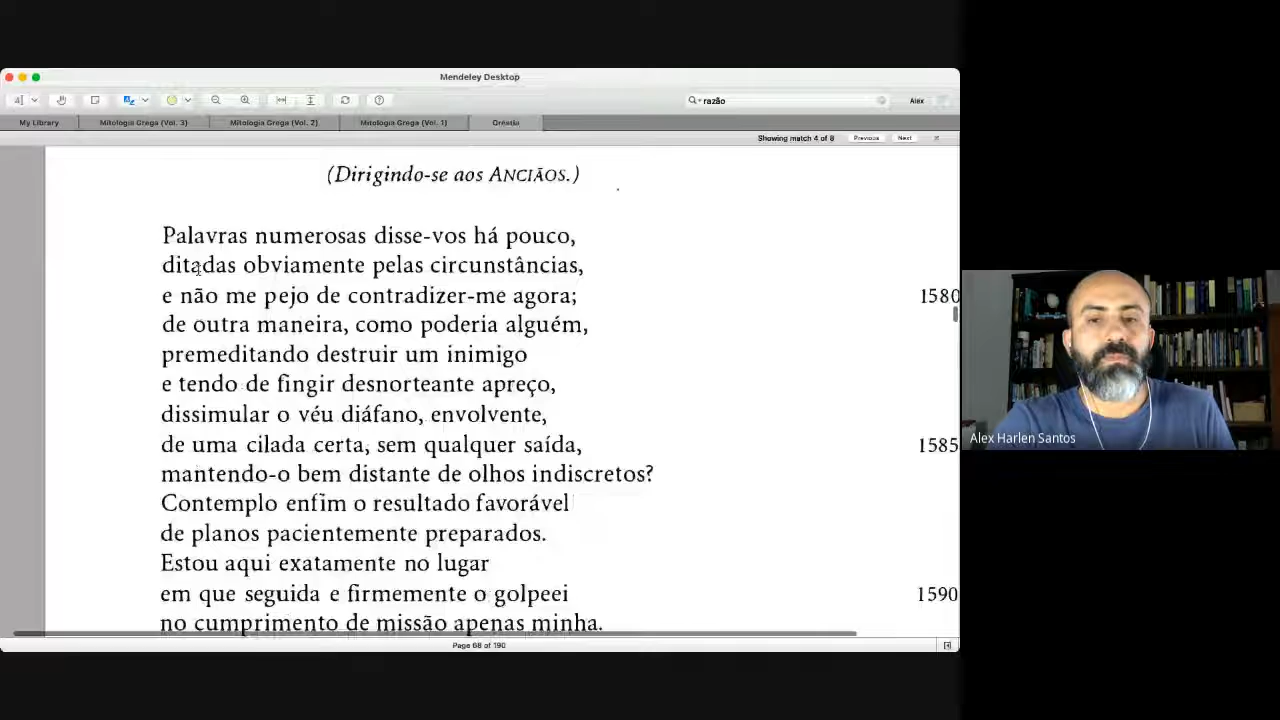 Mendeley Desktop
razão
Alex
My Library
Mitologia Grega (Vol. 3)
Mitologia Grega (Vol. 2)
Mitologia Grega (Vol. 1)
Oréstia
Showing match 4 of 8
Previous
Next
(Dirigindo-se aos ANCIÃOS.)
Palavras numerosas disse-vos há pouco,
ditadas obviamente pelas circunstâncias,
e não me pejo de contradizer-me agora; 1580
de outra maneira, como poderia alguém,
premeditando destruir um inimigo
e tendo de fingir desnorteante apreço,
dissimular o véu diáfano, envolvente,
de uma cilada certa, sem qualquer saída, 1585
mantendo-o bem distante de olhos indiscretos?
Contemplo enfim o resultado favorável
de planos pacientemente preparados.
Estou aqui exatamente no lugar
em que seguida e firmemente o golpeei 1590
no cumprimento de missão apenas minha.
Page 68 of 190
Alex Harlen Santos